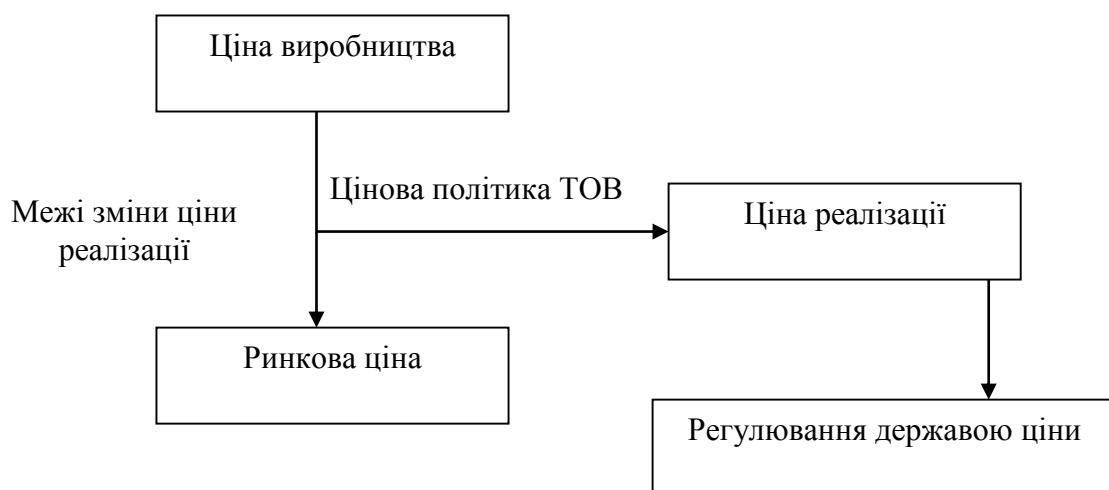 Ціна виробництва
Цінова політика ТОВ
Межі зміни ціни
реалізації
Ціна реалізації
Ринкова ціна
Регулювання державою ціни